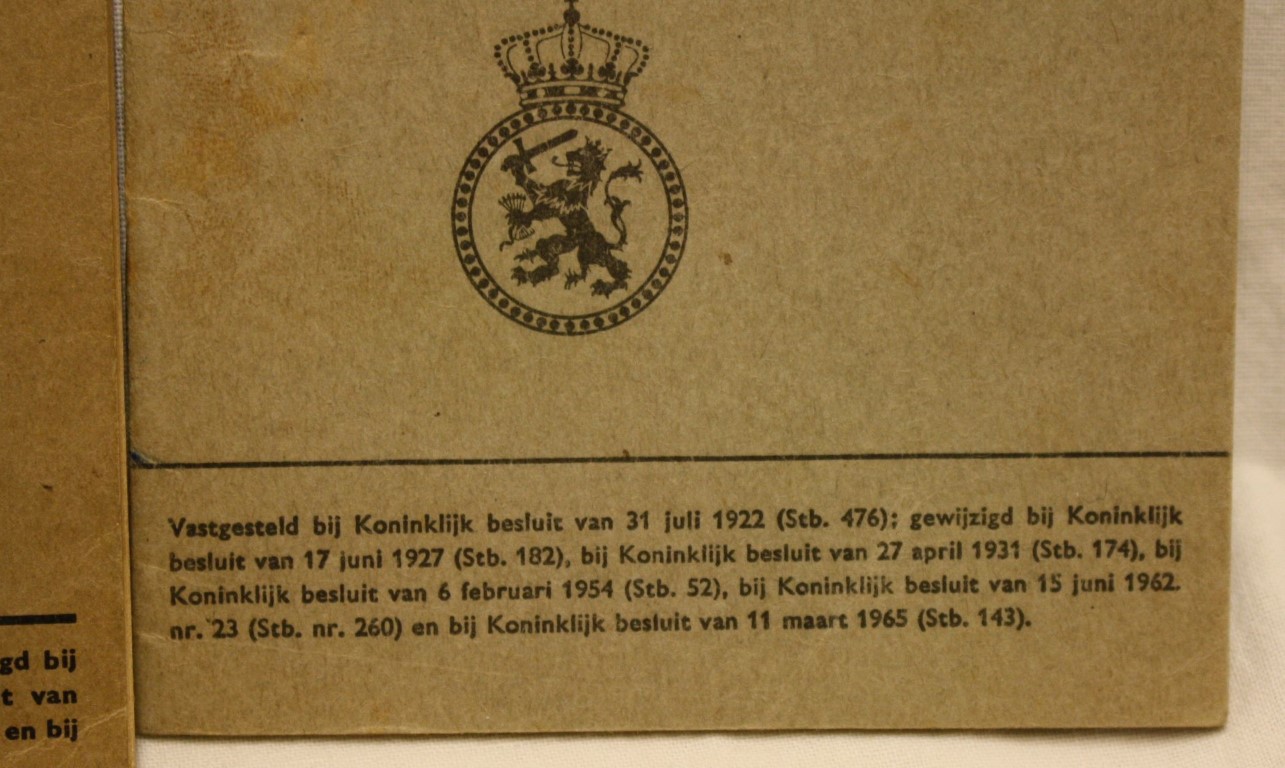 Vastgesteld bij Koninklijk besluit van 31 juli 1922 (Stb. 476); gewijzigd bij Koninklijk
besluit van 17 juni 1927 (Stb. 182), bij Koninklijk besluit van 27 april 1931 (Stb. 174), bij
Koninklijk besluit van 6 februari 1954 (Stb. 52), bij Koninklijk besluit van 15 juni 1962.
nr. 23 (Stb. nr. 260) en bij Koninklijk besluit van 11 maart 1965 (Stb. 143).
gd bij
t van
en bij